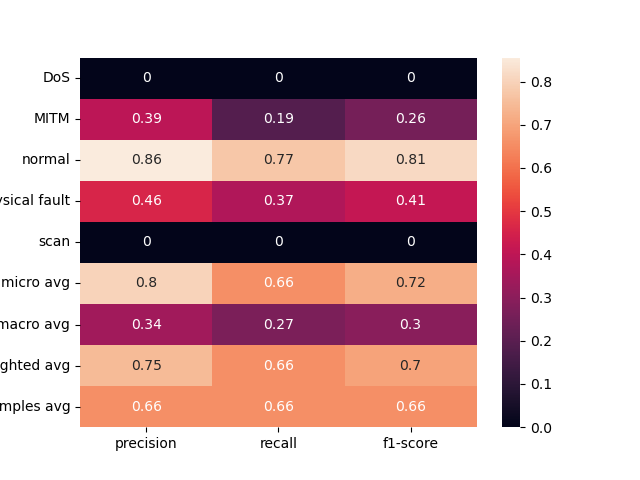 DoS 0 0 0
MITM 0.39 0.19 0.26
normal 0.86 0.77 0.81
ysical fault 0.46 0.37 0.41
scan 0 0 0
micro avg 0.8 0.66 0.72
macro avg 0.34 0.27 0.3
ghted avg 0.75 0.66 0.7
mples avg 0.66 0.66 0.66
precision recall f1-score
0.8
0.7
0.6
0.5
0.4
0.3
0.2
0.1
0.0